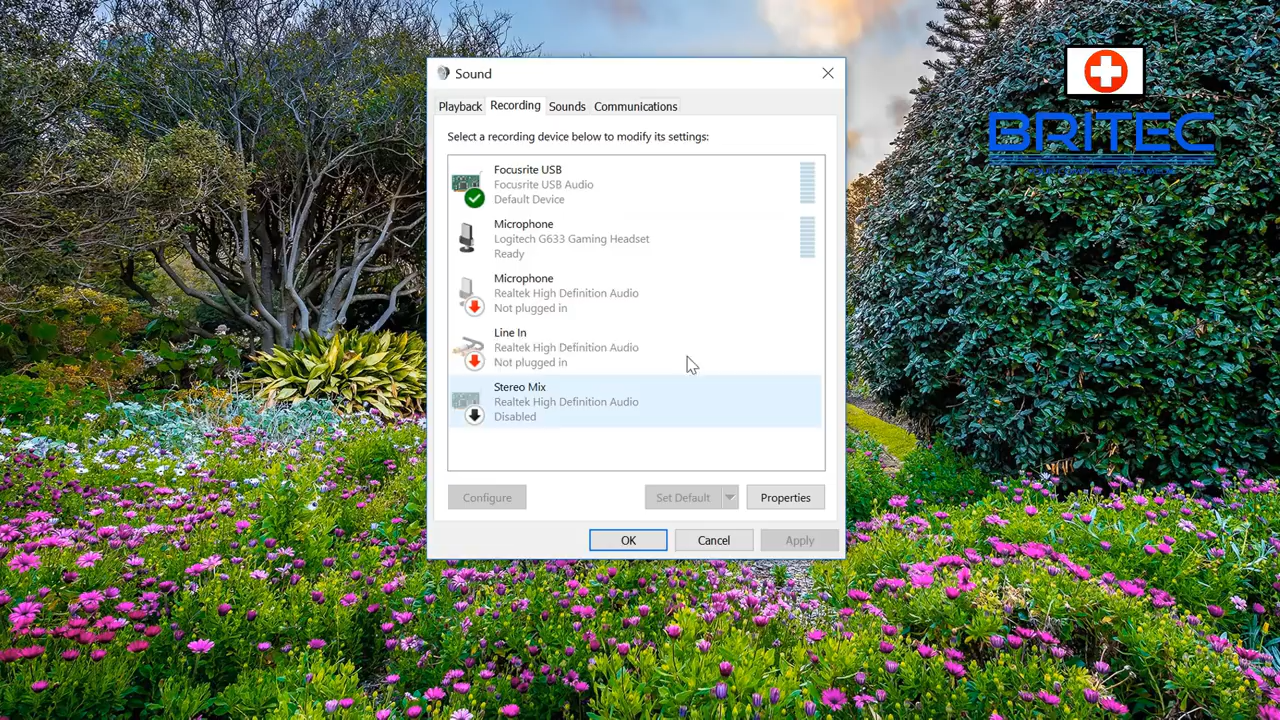 Sound
Playback Recording Sounds Communications
Select a recording device below to modify its settings:
Focusrite USB
Focusrite USB Audio
Default Device
Microphone
Logitech G633 Gaming Headset
Ready
Microphone
Realtek High Definition Audio
Not plugged in
Line In
Realtek High Definition Audio
Not plugged in
Stereo Mix
Realtek High Definition Audio
Disabled
Configure Set Default Properties
OK Cancel Apply
BRITEC